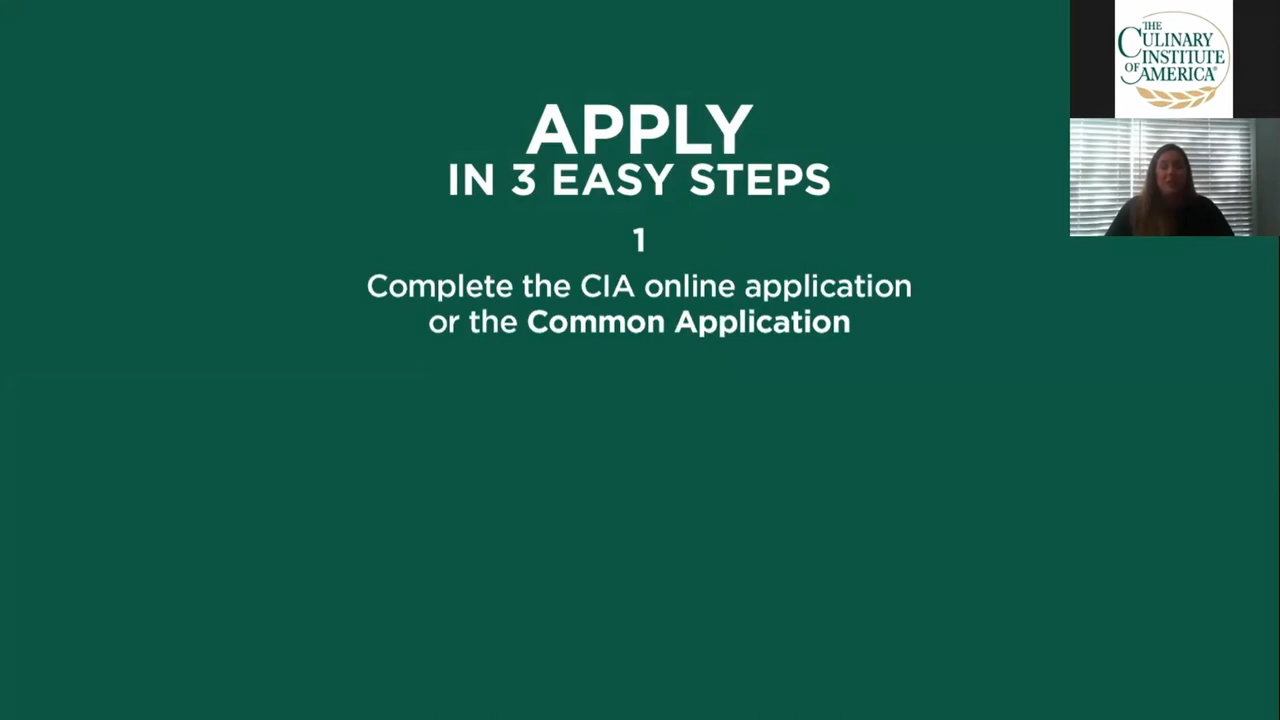 APPLY
IN 3 EASY STEPS
1
Complete the CIA online application
or the Common Application
THE
CULINARY
INSTITUTE
OF AMERICA®